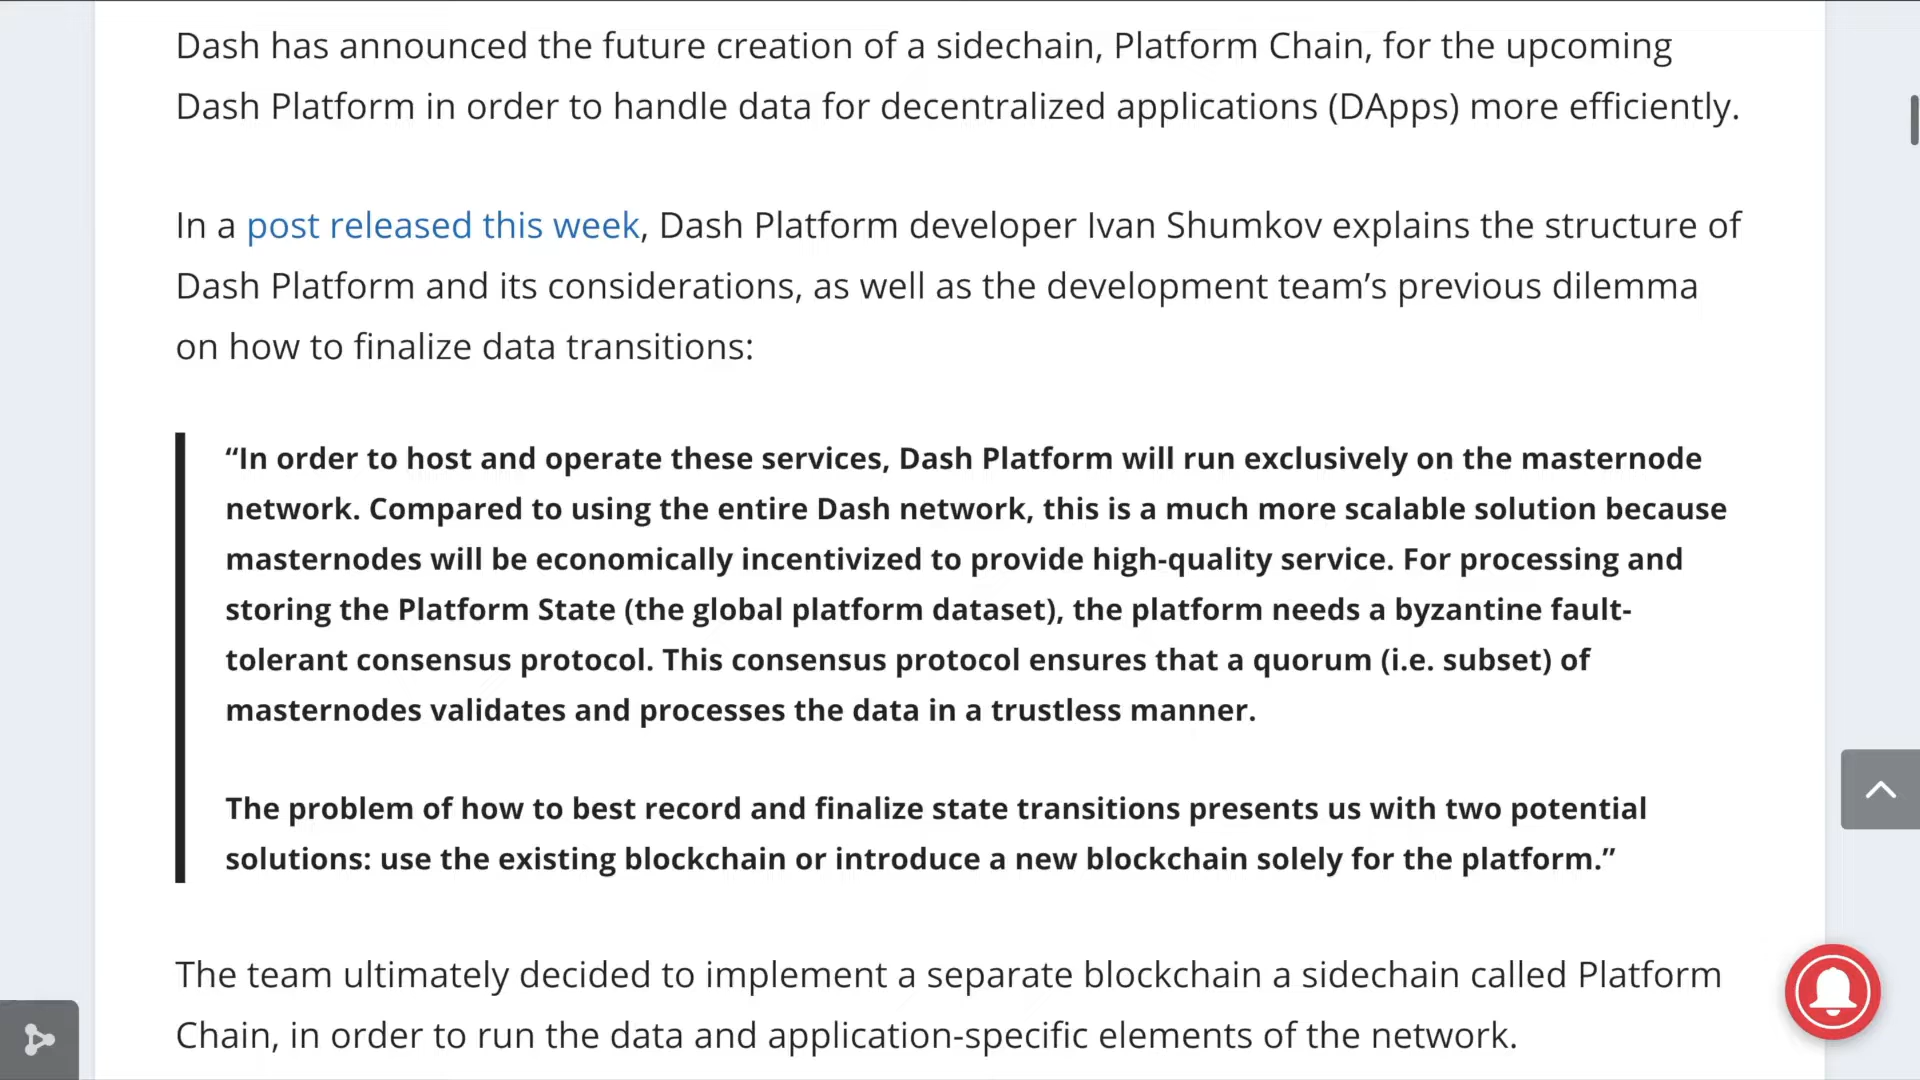 Dash has announced the future creation of a sidechain, Platform Chain, for the upcoming
Dash Platform in order to handle data for decentralized applications (DApps) more efficiently.
In a post released this week, Dash Platform developer Ivan Shumkov explains the structure of
Dash Platform and its considerations, as well as the development team’s previous dilemma
on how to finalize data transitions:
“In order to host and operate these services, Dash Platform will run exclusively on the masternode
network. Compared to using the entire Dash network, this is a much more scalable solution because
masternodes will be economically incentivized to provide high-quality service. For processing and
storing the Platform State (the global platform dataset), the platform needs a byzantine fault-
tolerant consensus protocol. This consensus protocol ensures that a quorum (i.e. subset) of
masternodes validates and processes the data in a trustless manner.
The problem of how to best record and finalize state transitions presents us with two potential
solutions: use the existing blockchain or introduce a new blockchain solely for the platform.”
The team ultimately decided to implement a separate blockchain a sidechain called Platform
Chain, in order to run the data and application-specific elements of the network.